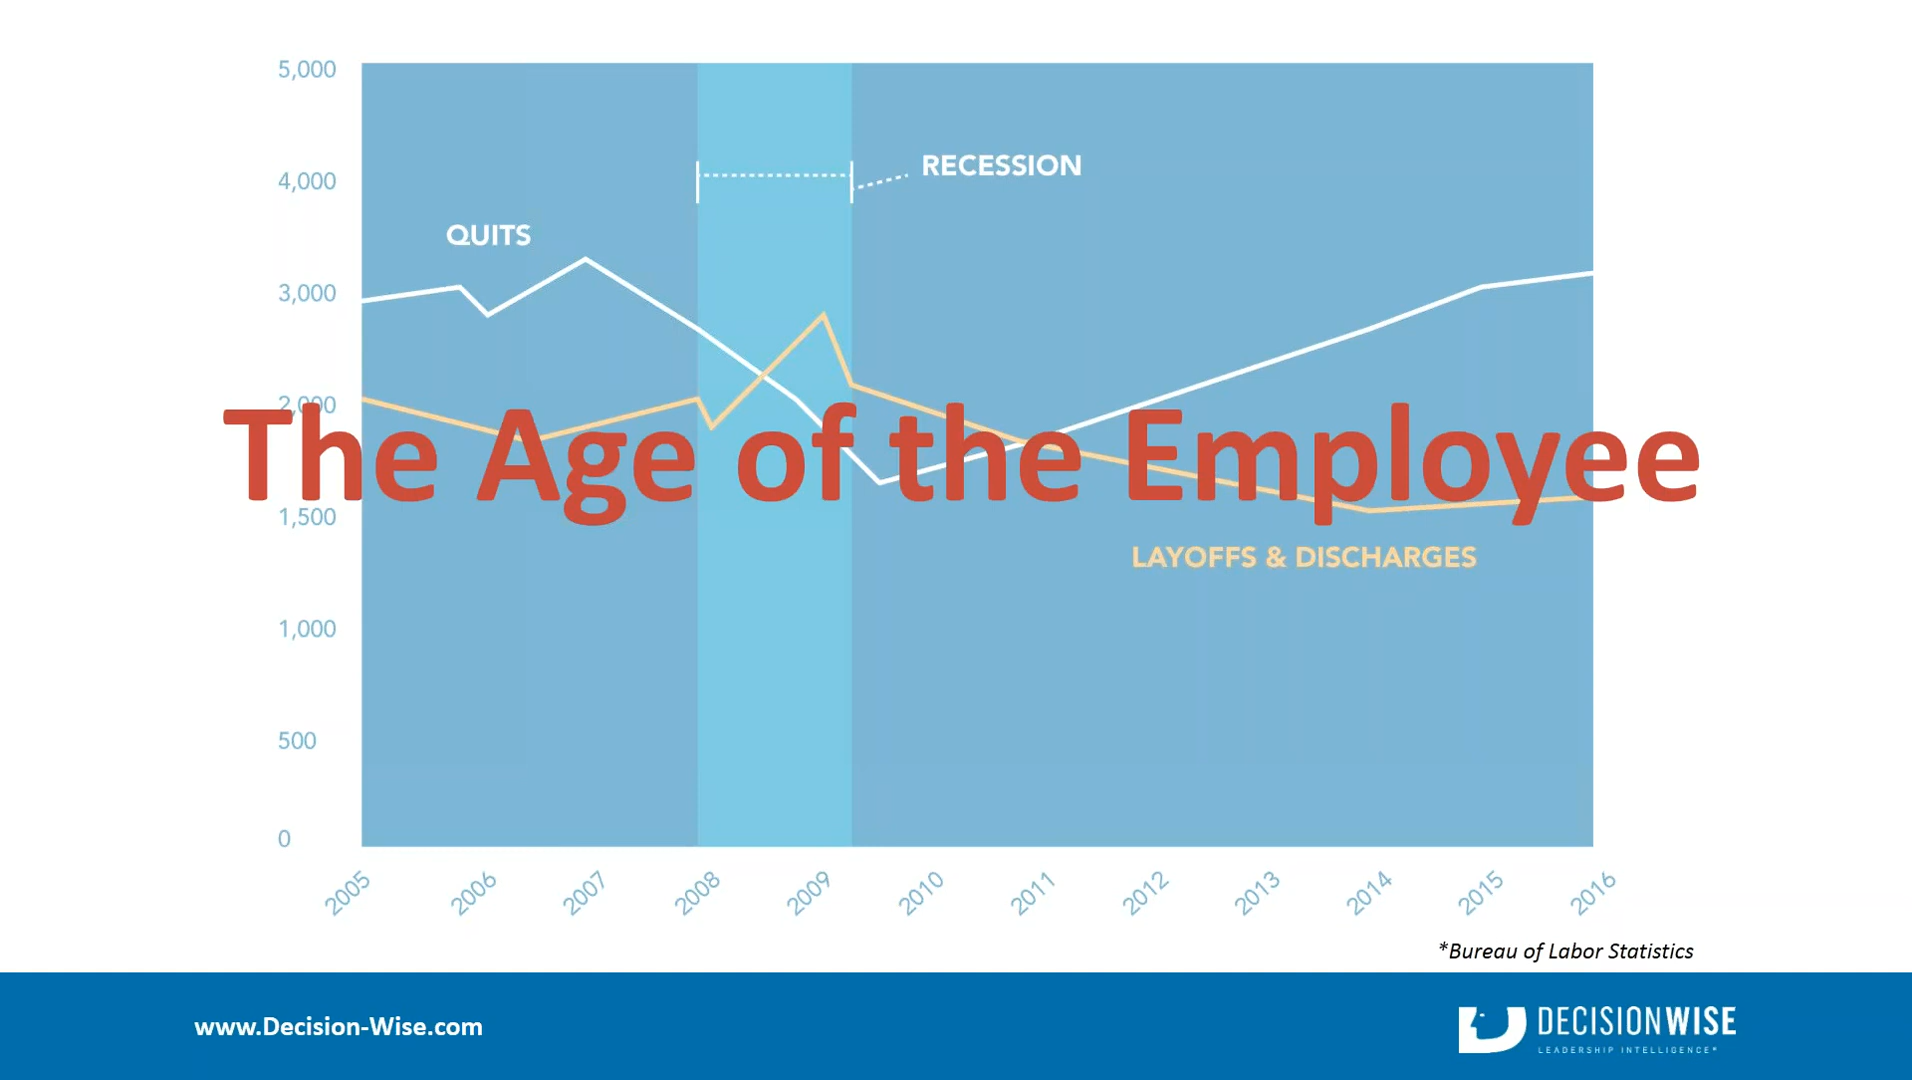 5,000
4,000
RECESSION
QUITS
3,000
2,000
The Age of the Employee
1,500
LAYOFFS & DISCHARGES
1,000
500
0
2005 2006 2007 2008 2009 2010 2011 2012 2013 2014 2015 2016
*Bureau of Labor Statistics
www.Decision-Wise.com
DECISIONWISE
LEADERSHIP INTELLIGENCE®